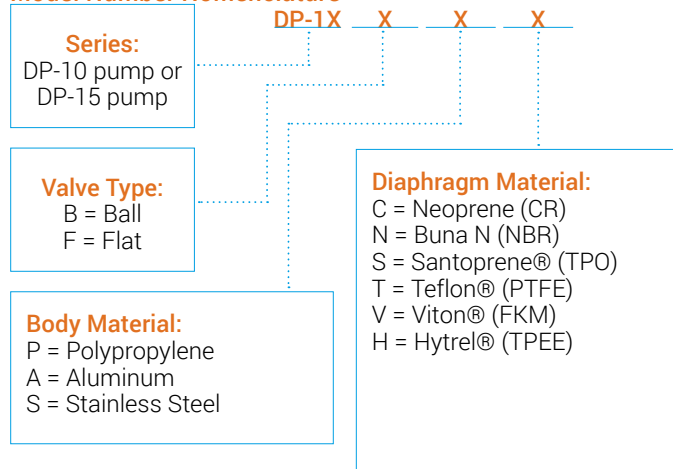 DP-1X X X X
Series:
DP-10 pump or
DP-15 pump
Valve Type:
B = Ball
F = Flat
Body Material:
P = Polypropylene
A = Aluminum
S = Stainless Steel
Diaphragm Material:
C = Neoprene (CR)
N = Buna N (NBR)
S = Santoprene® (TPO)
T = Teflon® (PTFE)
V = Viton® (FKM)
H = Hytrel® (TPEE)